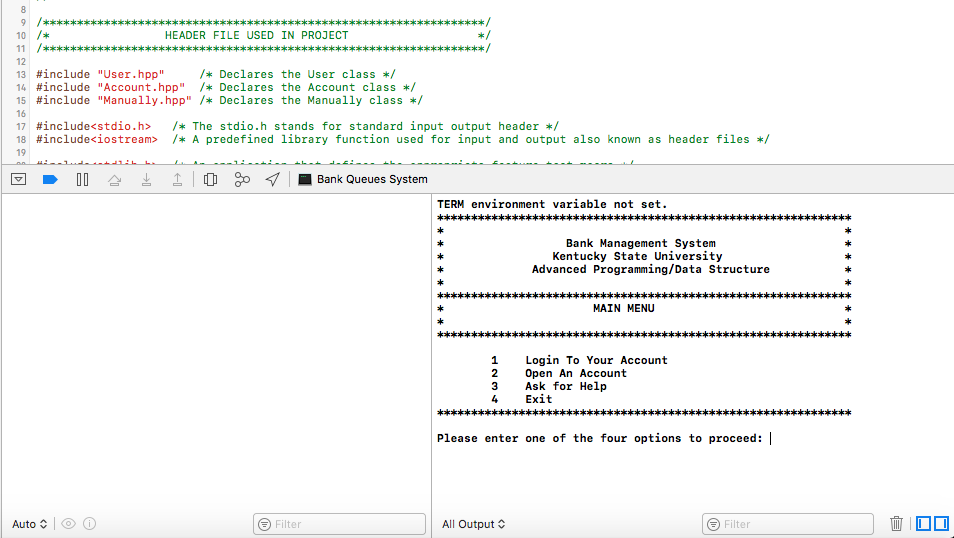 8
9 /*****************************************************************/
10 /* HEADER FILE USED IN PROJECT */
11 /*****************************************************************/
12
13 #include "User.hpp" /* Declares the User class */
14 #include "Account.hpp" /* Declares the Account class */
15 #include "Manually.hpp" /* Declares the Manually class */
16
17 #include<stdio.h> /* The stdio.h stands for standard input output header */
18 #include<iostream> /* A predefined library function used for input and output also known as header files */
19
Bank Queues System
TERM environment variable not set.
*************************************************************
* *
* Bank Management System *
* Kentucky State University *
* Advanced Programming/Data Structure *
* *
*************************************************************
* MAIN MENU *
* *
*************************************************************
1 Login To Your Account
2 Open An Account
3 Ask for Help
4 Exit
*************************************************************
Please enter one of the four options to proceed:
Auto
Filter
All Output
Filter